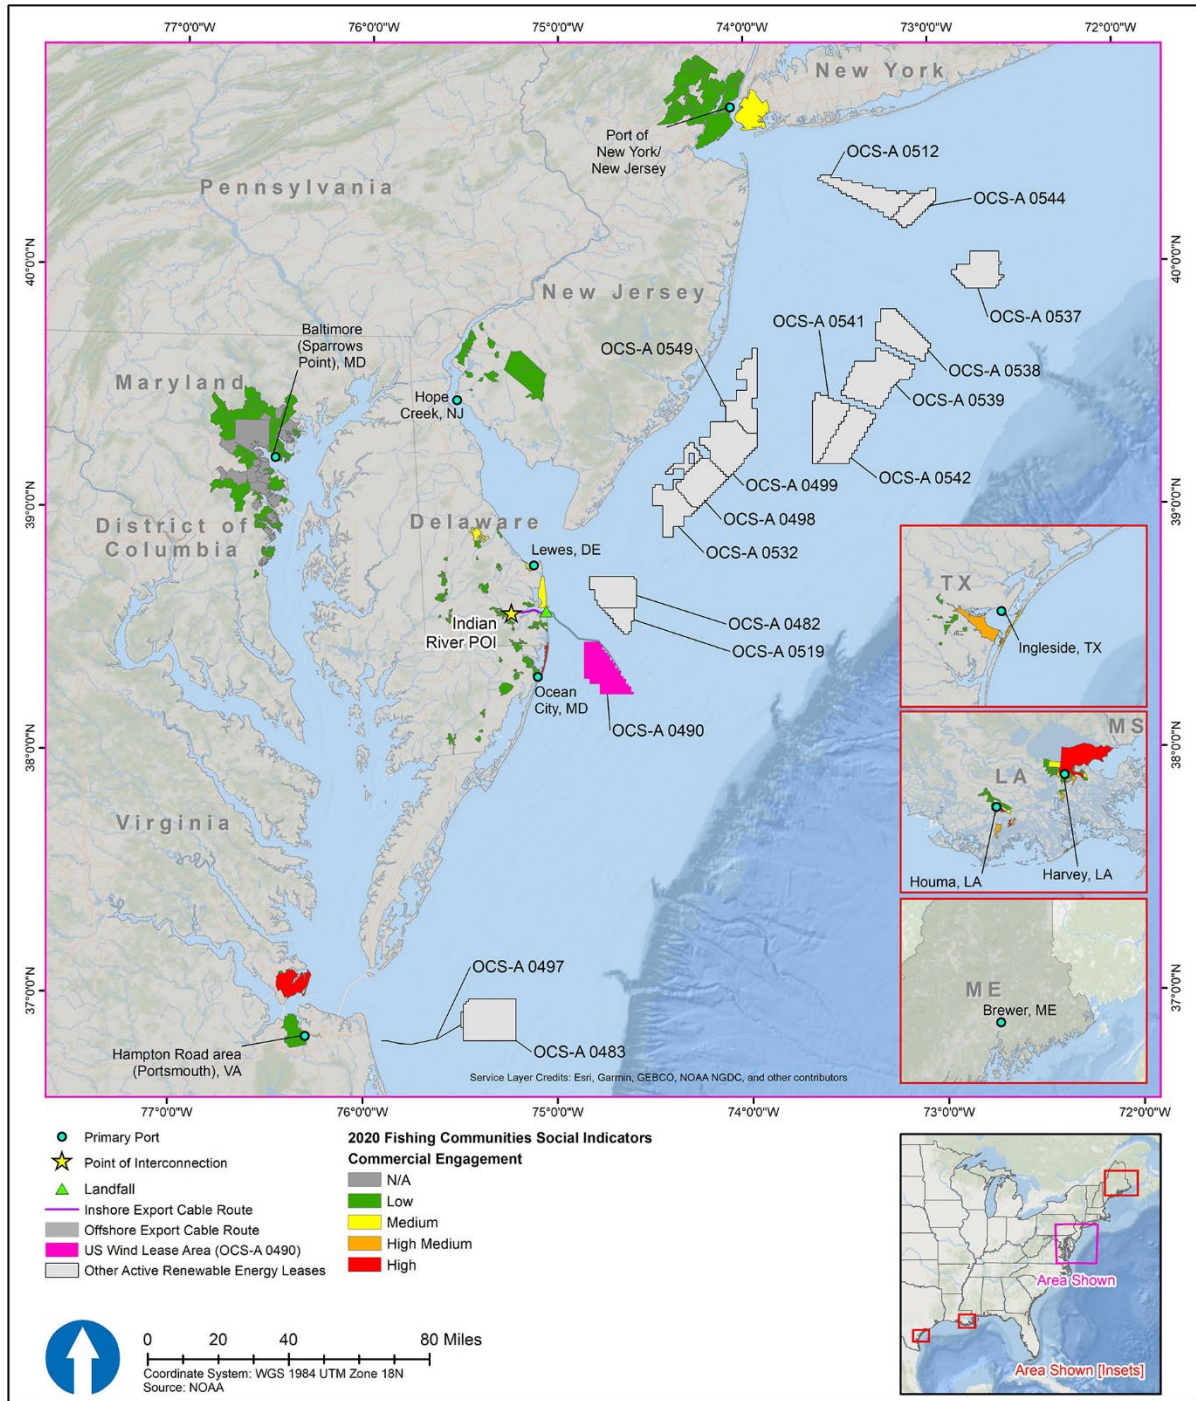 77°0'0"W
76°0'0"W
75°0'0"W
74°0'0"W
73°0'0"W
72°0'0"W
New York
Port of
New York/
New Jersey
OCS-A 0512
OCS-A 0544
Pennsylvania
40°0'0"N
40°0'0"N
New Jersey
OCS-A 0537
OCS-A 0541
OCS-A 0549
OCS-A 0538
OCS-A 0539
Baltimore
(Sparrows
Point), MD
Maryland
Hope
Creek, NJ
OCS-A 0542
OCS-A 0499
39°0'0"N
39°0'0"N
OCS-A 0498
OCS-A 0532
District of
Columbia
Delaware
Lewes, DE
Indian
River POI
OCS-A 0482
OCS-A 0519
Ocean
City, MD
OCS-A 0490
TX
Ingleside, TX
38°0'0"N
38°0'0"N
MS
LA
Houma, LA
Harvey, LA
Virginia
ME
Brewer, ME
37°0'0"N
37°0'0"N
OCS-A 0497
OCS-A 0483
Hampton Road area
(Portsmouth), VA
Service Layer Credits: Esri, Garmin, GEBCO, NOAA NGDC, and other contributors
77°0'0"W
76°0'0"W
75°0'0"W
74°0'0"W
73°0'0"W
72°0'0"W
Primary Port
Point of Interconnection
Landfall
Inshore Export Cable Route
Offshore Export Cable Route
US Wind Lease Area (OCS-A 0490)
Other Active Renewable Energy Leases
2020 Fishing Communities Social Indicators
Commercial Engagement
N/A
Low
Medium
High Medium
High
0 20 40 80 Miles
Coordinate System: WGS 1984 UTM Zone 18N
Source: NOAA
Area Shown
Area Shown [Insets]